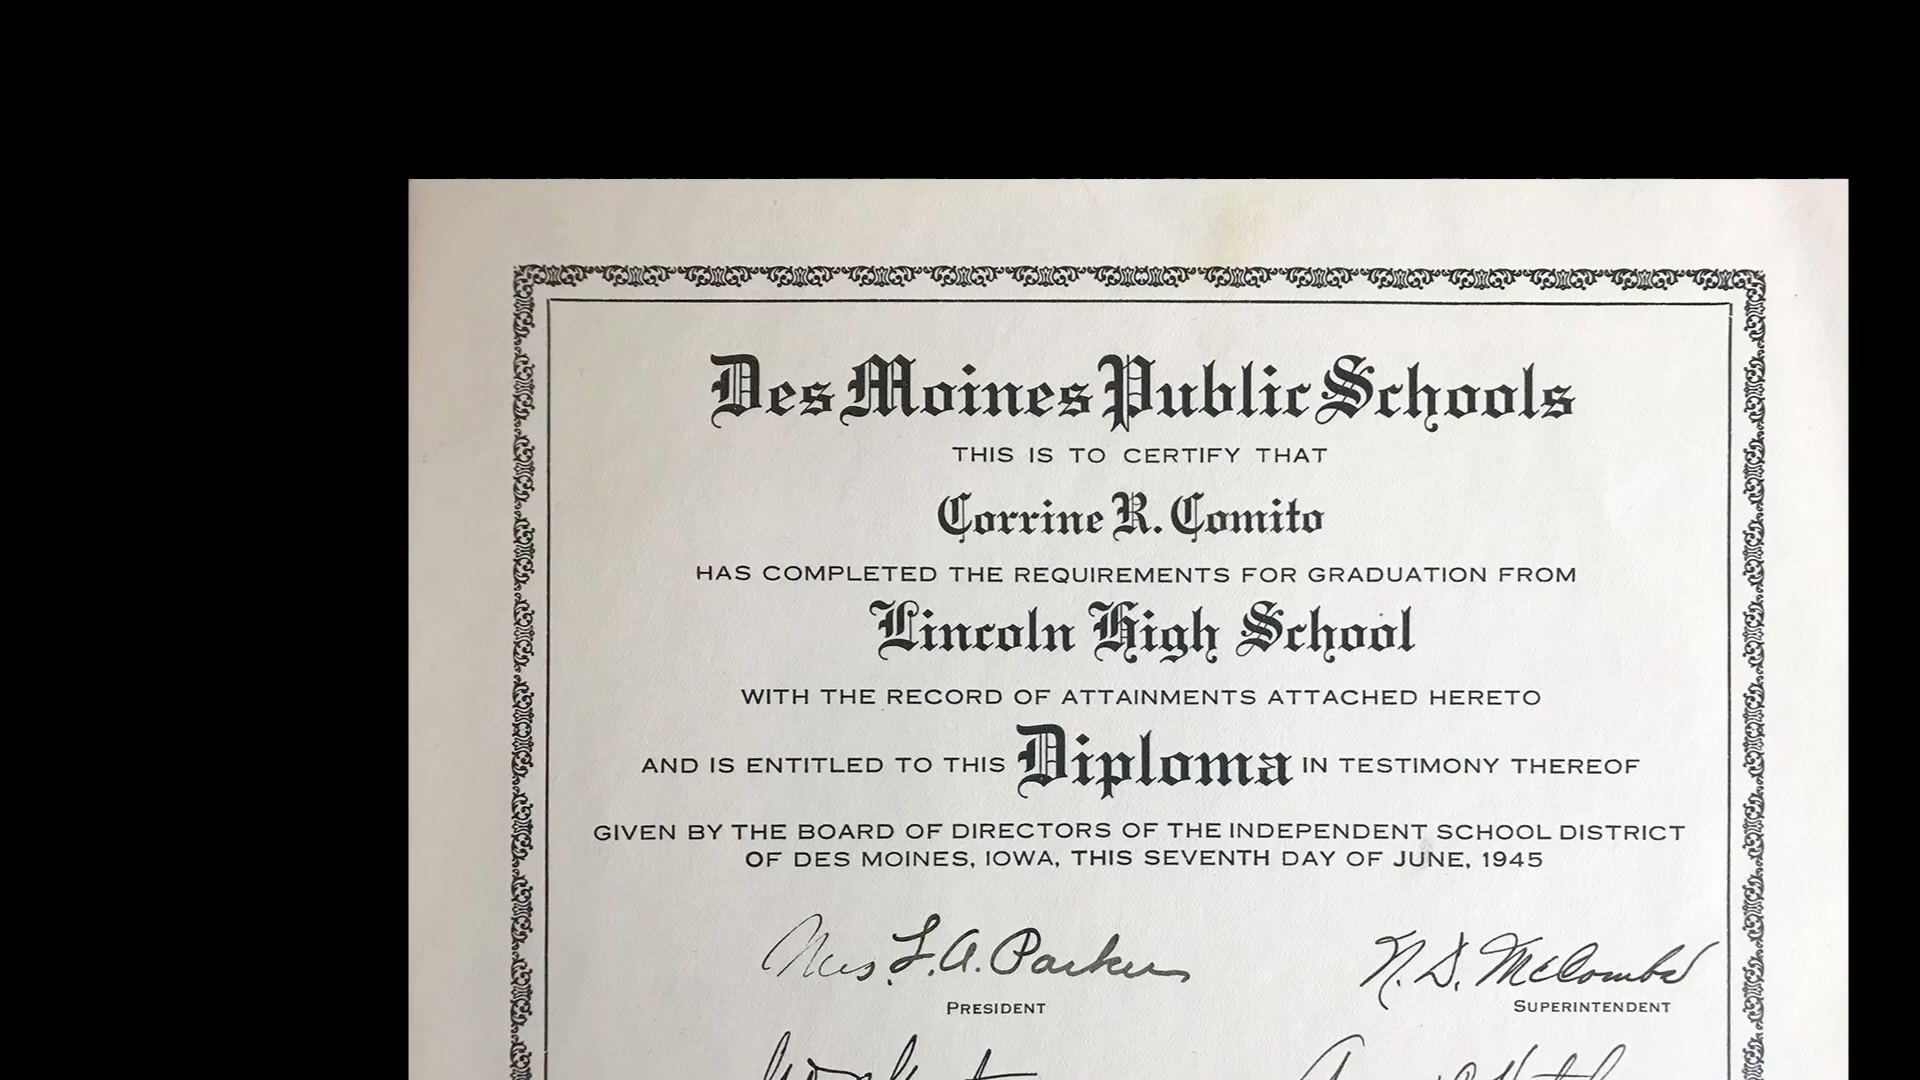 Des Moines Public Schools
THIS IS TO CERTIFY THAT
Corrine R. Comito
HAS COMPLETED THE REQUIREMENTS FOR GRADUATION FROM
Lincoln High School
WITH THE RECORD OF ATTAINMENTS ATTACHED HERETO
AND IS ENTITLED TO THIS Diploma IN TESTIMONY THEREOF
GIVEN BY THE BOARD OF DIRECTORS OF THE INDEPENDENT SCHOOL DISTRICT
OF DES MOINES, IOWA, THIS SEVENTH DAY OF JUNE, 1945
Mrs. L. A. Parker N. D. McCombs
PRESIDENT SUPERINTENDENT